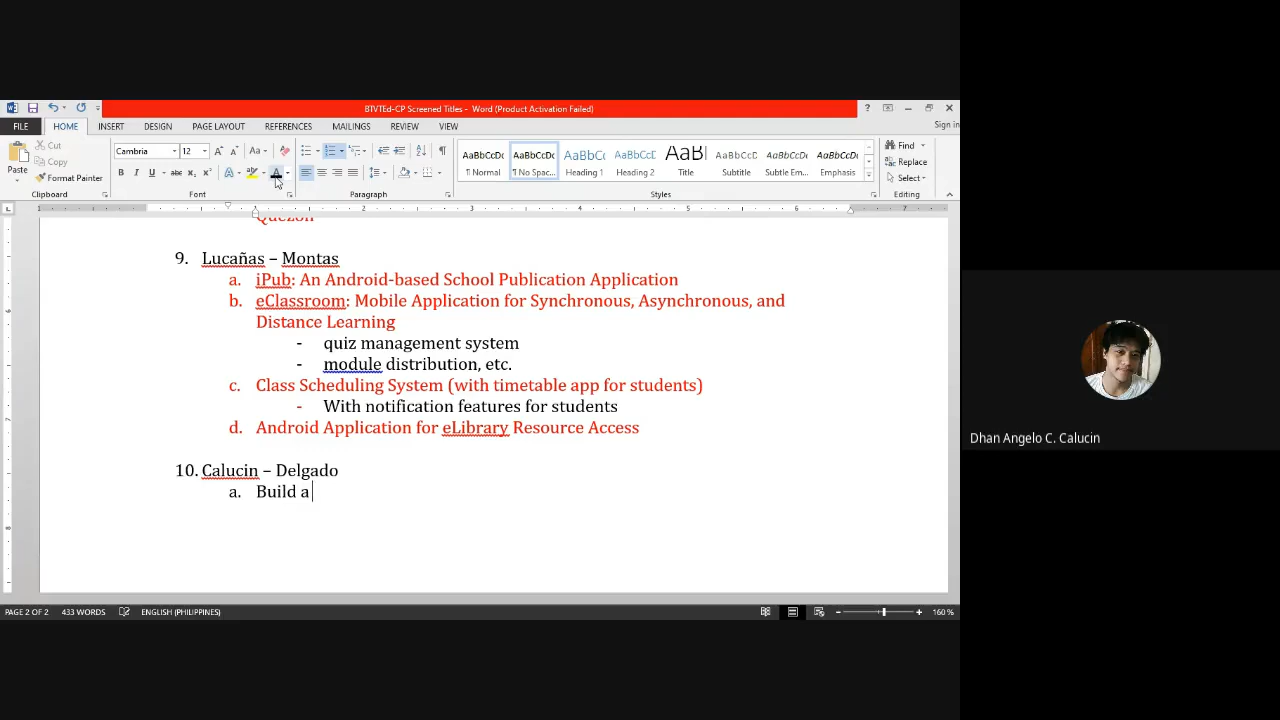 BTVTEd-CP Screened Titles - Word (Product Activation Failed)
FILE HOME INSERT DESIGN PAGE LAYOUT REFERENCES MAILINGS REVIEW VIEW Sign in
Paste
Cut
Copy
Format Painter
Clipboard
Cambria 12
Font
Paragraph
AaBbCcDc AaBbCcDc AaBbCc AaBbCcD AaBl AaBbCcD AaBbCcDc AaBbCcDc
¶ Normal ¶ No Spac... Heading 1 Heading 2 Title Subtitle Subtle Em... Emphasis
Styles
Find
Replace
Select
Editing
Quezon
9. Lucañas – Montas
a. iPub: An Android-based School Publication Application
b. eClassroom: Mobile Application for Synchronous, Asynchronous, and
Distance Learning
- quiz management system
- module distribution, etc.
c. Class Scheduling System (with timetable app for students)
- With notification features for students
d. Android Application for eLibrary Resource Access
10. Calucin – Delgado
a. Build a
PAGE 2 OF 2 433 WORDS ENGLISH (PHILIPPINES) 160 %
Dhan Angelo C. Calucin